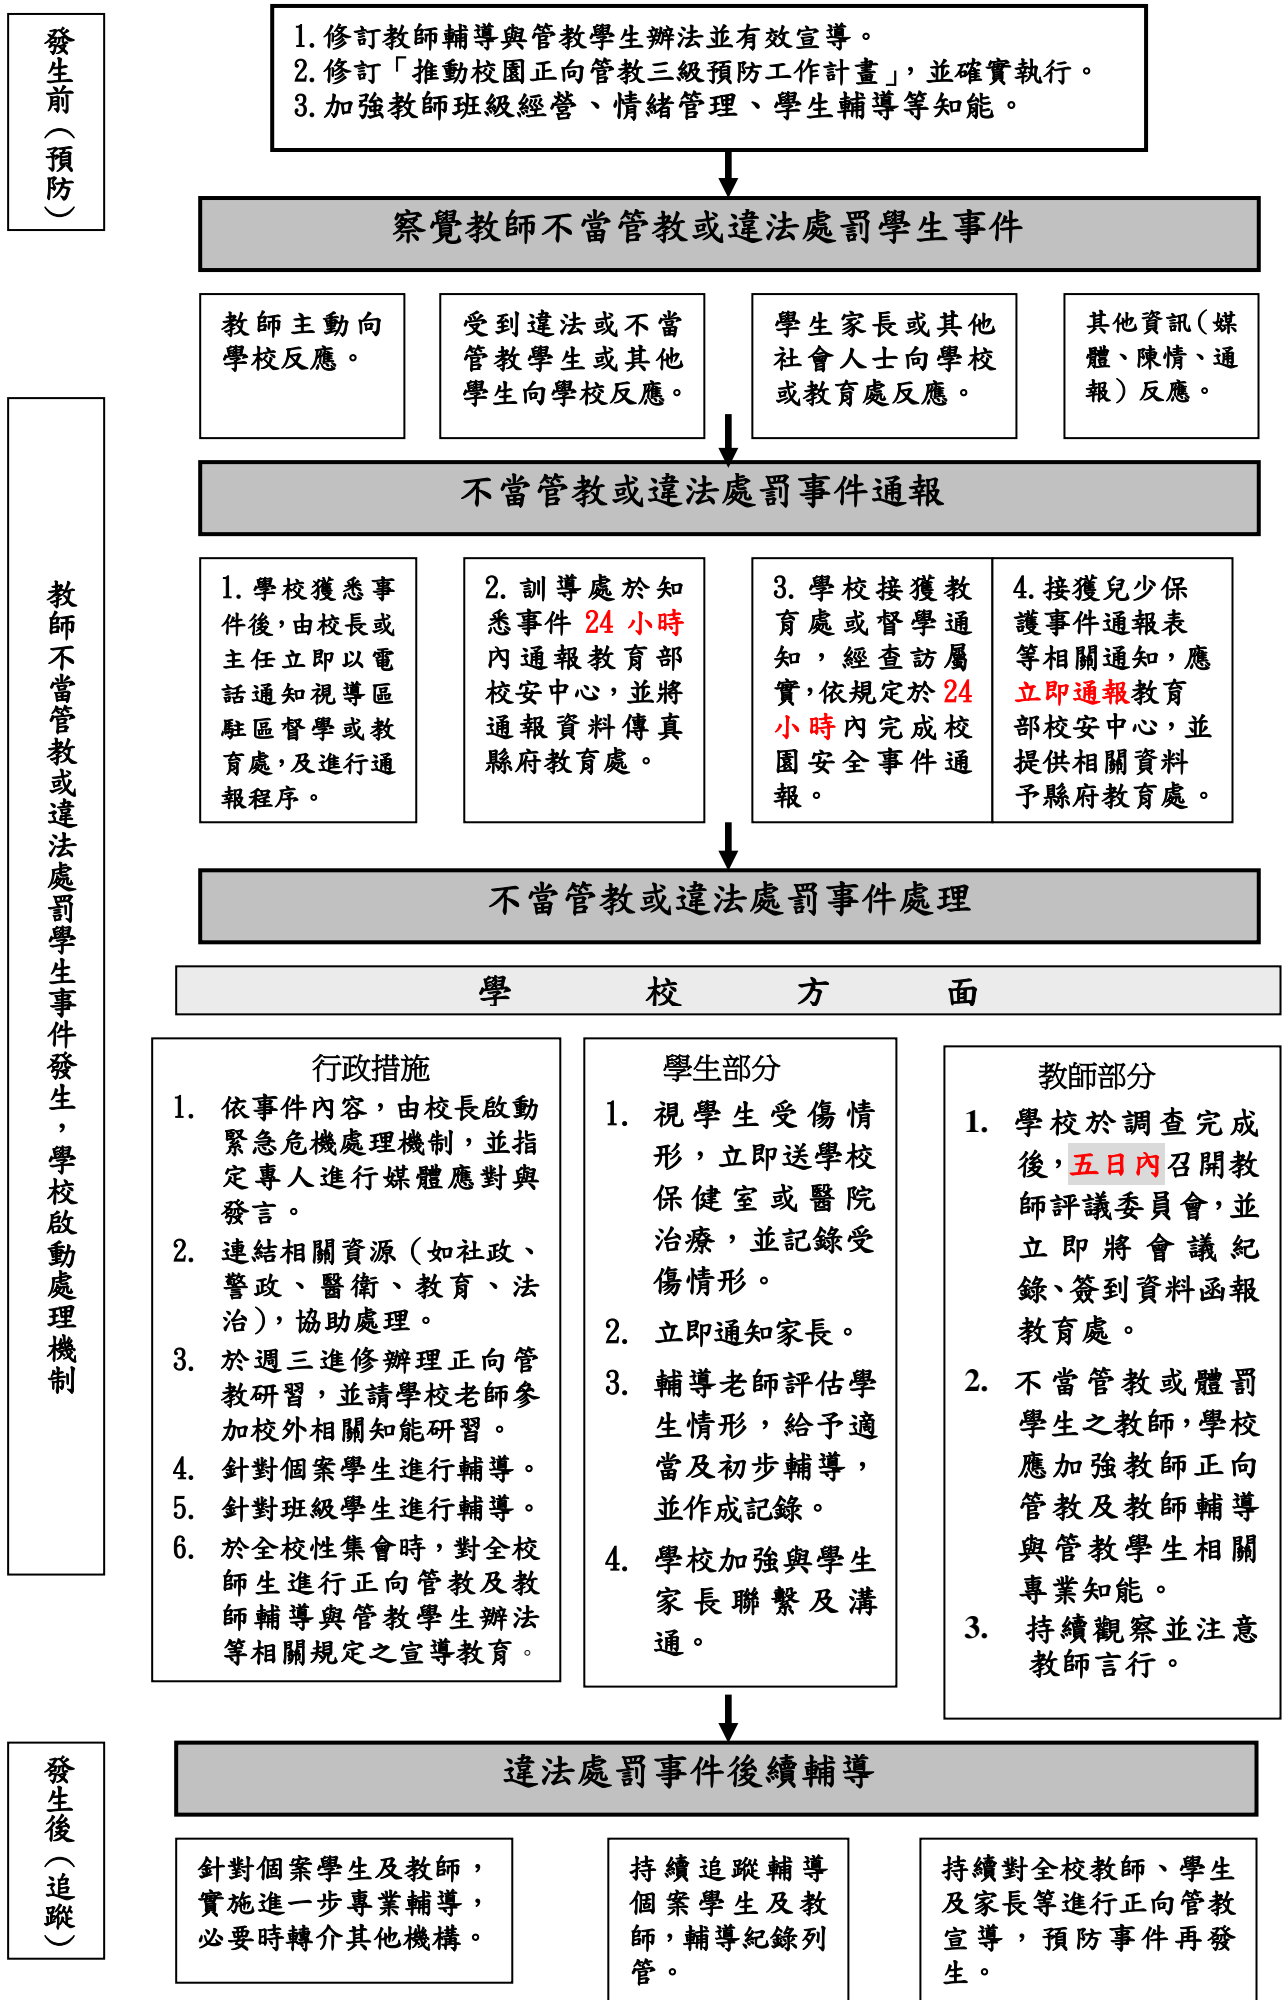 發生前（預防）
1.修訂教師輔導與管教學生辦法並有效宣導。
2.修訂「推動校園正向管教三級預防工作計畫」，並確實執行。
3.加強教師班級經營、情緒管理、學生輔導等知能。
察覺教師不當管教或違法處罰學生事件
教師主動向
學校反應。
受到違法或不當
管教學生或其他
學生向學校反應。
學生家長或其他
社會人士向學校
或教育處反應。
其他資訊（媒
體、陳情、通
報）反應。
教師不當管教或違法處罰學生事件發生，學校啟動處理機制
不當管教或違法處罰事件通報
1.學校獲悉事
件後，由校長或
主任立即以電
話通知視導區
駐區督學或教
育處，及進行通
報程序。
2.訓導處於知
悉事件 24 小時
內通報教育部
校安中心，並將
通報資料傳真
縣府教育處。
3.學校接獲教
育處或督學通
知，經查訪屬
實，依規定於 24
小時內完成校
園安全事件通
報。
4.接獲兒少保
護事件通報表
等相關通知，應
立即通報教育
部校安中心，並
提供相關資料
予縣府教育處。
不當管教或違法處罰事件處理
學 校 方 面
行政措施
1. 依事件內容，由校長啟動
緊急危機處理機制，並指
定專人進行媒體應對與
發言。
2. 連結相關資源（如社政、
警政、醫衛、教育、法
治），協助處理。
3. 於週三進修辦理正向管
教研習，並請學校老師參
加校外相關知能研習。
4. 針對個案學生進行輔導。
5. 針對班級學生進行輔導。
6. 於全校性集會時，對全校
師生進行正向管教及教
師輔導與管教學生辦法
等相關規定之宣導教育。
學生部分
1. 視學生受傷情
形，立即送學校
保健室或醫院
治療，並記錄受
傷情形。
2. 立即通知家長。
3. 輔導老師評估學
生情形，給予適
當及初步輔導，
並作成記錄。
4. 學校加強與學生
家長聯繫及溝
通。
教師部分
1. 學校於調查完成
後，五日內召開教
師評議委員會，並
立即將會議紀
錄、簽到資料函報
教育處。
2. 不當管教或體罰
學生之教師，學校
應加強教師正向
管教及教師輔導
與管教學生相關
專業知能。
3. 持續觀察並注意
教師言行。
發生後（追蹤）
違法處罰事件後續輔導
針對個案學生及教師，
實施進一步專業輔導，
必要時轉介其他機構。
持續追蹤輔導
個案學生及教
師，輔導紀錄列
管。
持續對全校教師、學生
及家長等進行正向管教
宣導，預防事件再發
生。